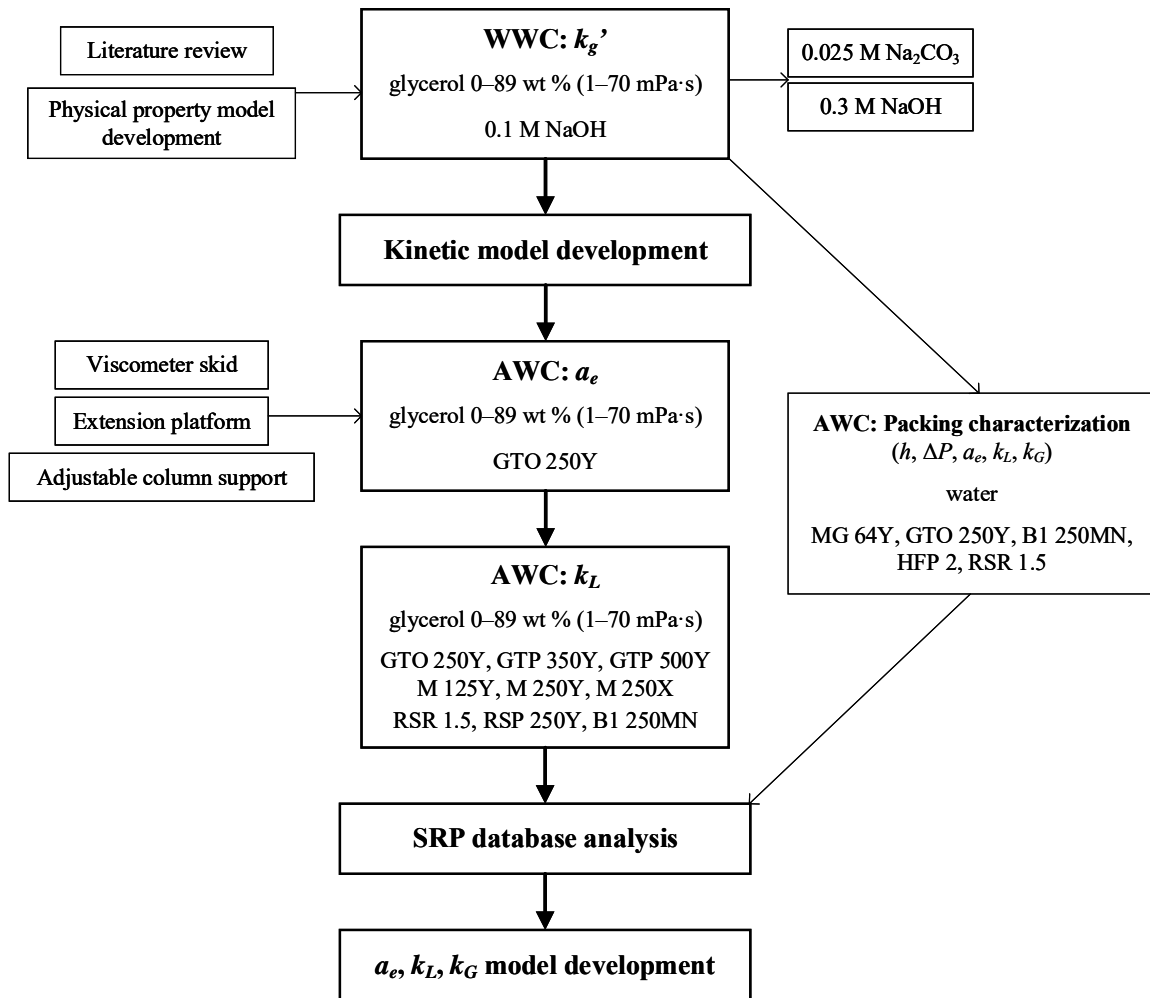 Literature review
Physical property model
development
WWC: kg’
glycerol 0–89 wt % (1–70 mPa·s)
0.1 M NaOH
0.025 M Na2CO3
0.3 M NaOH
Kinetic model development
Viscometer skid
Extension platform
Adjustable column support
AWC: ae
glycerol 0–89 wt % (1–70 mPa·s)
GTO 250Y
AWC: Packing characterization
(h, ΔP, ae, kL, kG)
water
MG 64Y, GTO 250Y, B1 250MN,
HFP 2, RSR 1.5
AWC: kL
glycerol 0–89 wt % (1–70 mPa·s)
GTO 250Y, GTP 350Y, GTP 500Y
M 125Y, M 250Y, M 250X
RSR 1.5, RSP 250Y, B1 250MN
SRP database analysis
ae, kL, kG model development